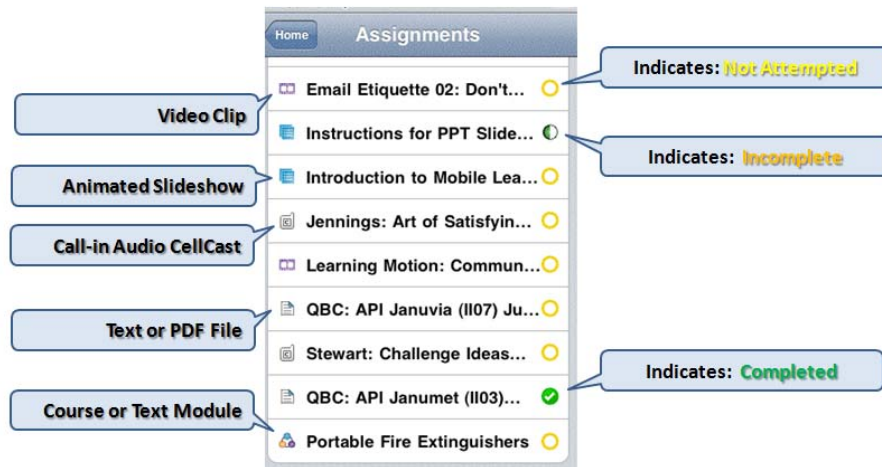 Home
Assignments
Indicates: Not Attempted
Email Etiquette 02: Don't...
Video Clip
Instructions for PPT Slide...
Indicates: Incomplete
Animated Slideshow
Introduction to Mobile Lea...
Jennings: Art of Satisfyin...
Call-in Audio CellCast
Learning Motion: Commun...
Text or PDF File
QBC: API Januvia (II07) Ju...
Stewart: Challenge Ideas...
Indicates: Completed
QBC: API Janumet (II03)...
Course or Text Module
Portable Fire Extinguishers